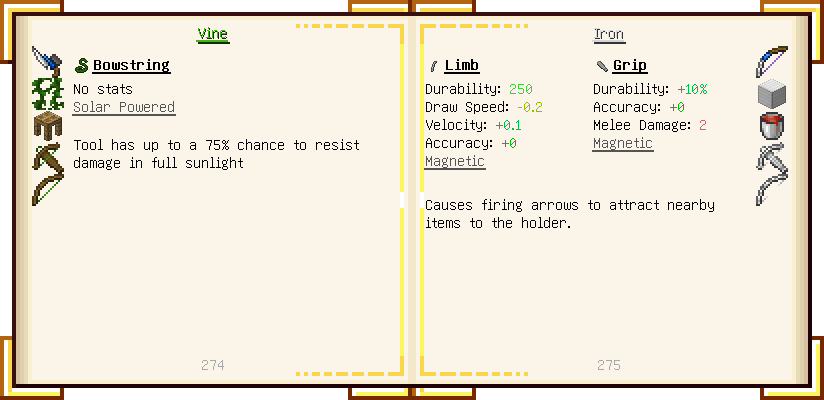 Vine
Bowstring
No stats
Solar Powered
Tool has up to a 75% chance to resist
damage in full sunlight
274
Iron
Limb
Durability: 250
Draw Speed: -0.2
Velocity: +0.1
Accuracy: +0
Magnetic
Grip
Durability: +10%
Accuracy: +0
Melee Damage: 2
Magnetic
Causes firing arrows to attract nearby
items to the holder.
275